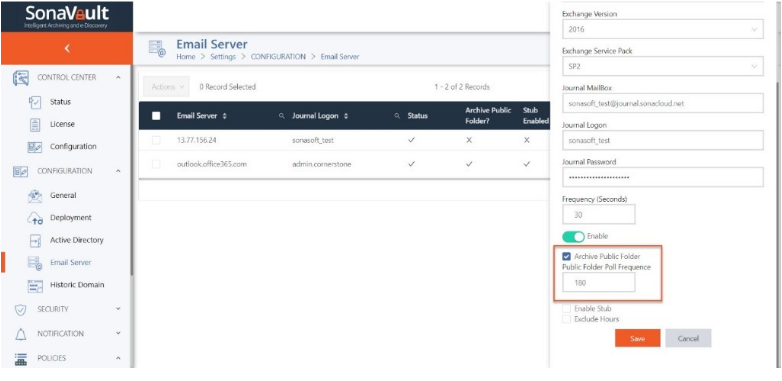 SonaVault
Intelligent Archiving and e-Discovery
CONTROL CENTER
Status
License
Configuration
CONFIGURATION
General
Deployment
Active Directory
Email Server
Historic Domain
SECURITY
NOTIFICATION
POLICIES
Email Server
Home > Settings > CONFIGURATION > Email Server
Actions 0 Record Selected 1 - 2 of 2 Records
Email Server Journal Logon Status Archive Public Folder? Stub Enabled
13.77.156.24 sonasoft_test ✓ X X
outlook.office365.com admin.cornerstone ✓ ✓ ✓
Exchange Version
2016
Exchange Service Pack
SP2
Journal MailBox
sonasoft_test@journal.sonacloud.net
Journal Logon
sonasoft_test
Journal Password
Frequency (Seconds)
30
Enable
Archive Public Folder
Public Folder Poll Frequence
180
Enable Stub
Exclude Hours
Save Cancel